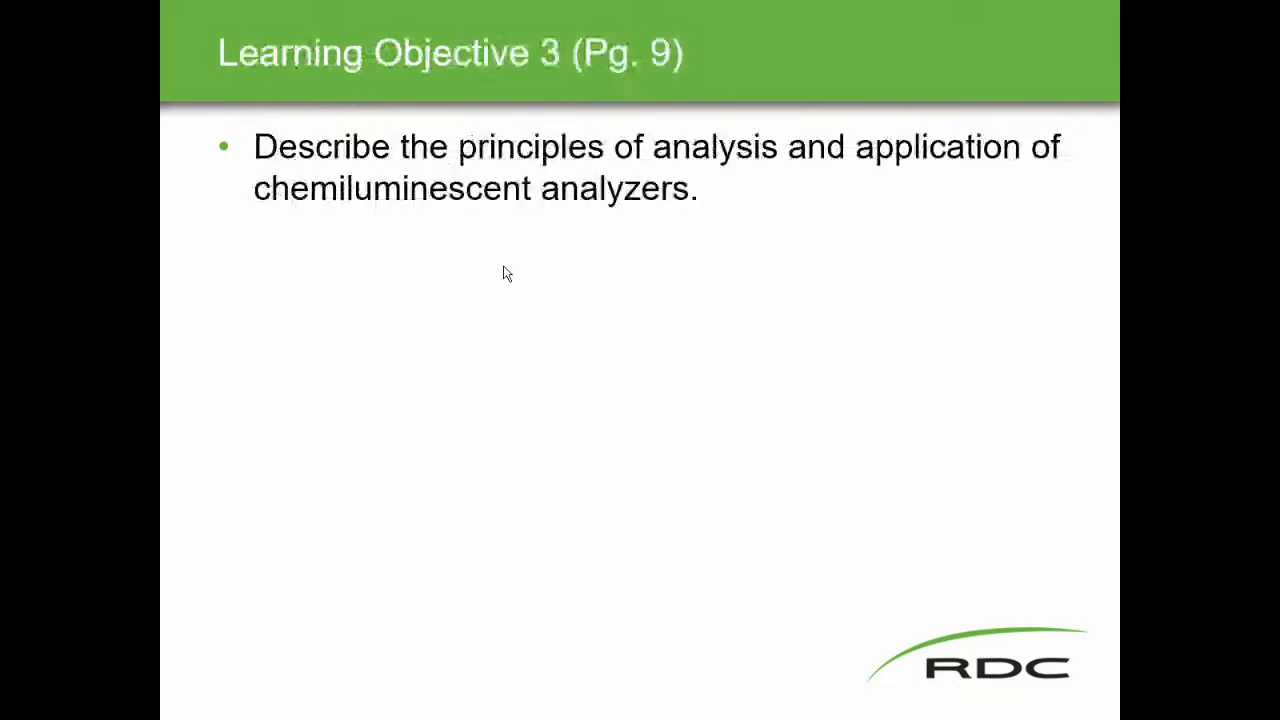 Learning Objective 3 (Pg. 9)
• Describe the principles of analysis and application of
chemiluminescent analyzers.
RDC